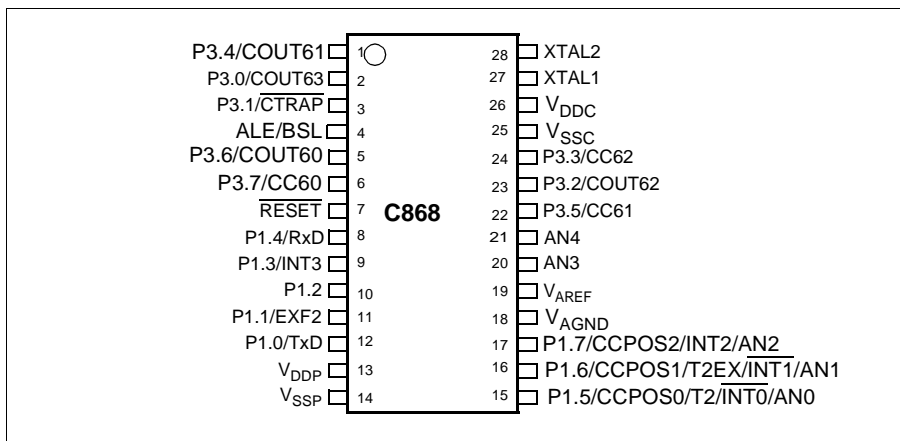 P3.4/COUT61 1 28 XTAL2
P3.0/COUT63 2 27 XTAL1
P3.1/CTRAP 3 26 VDDC
ALE/BSL 4 25 VSSC
P3.6/COUT60 5 24 P3.3/CC62
P3.7/CC60 6 23 P3.2/COUT62
RESET 7 C868 22 P3.5/CC61
P1.4/RxD 8 21 AN4
P1.3/INT3 9 20 AN3
P1.2 10 19 VAREF
P1.1/EXF2 11 18 VAGND
P1.0/TxD 12 17 P1.7/CCPOS2/INT2/AN2
VDDP 13 16 P1.6/CCPOS1/T2EX/INT1/AN1
VSSP 14 15 P1.5/CCPOS0/T2/INT0/AN0